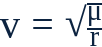 v = √(μ/r)